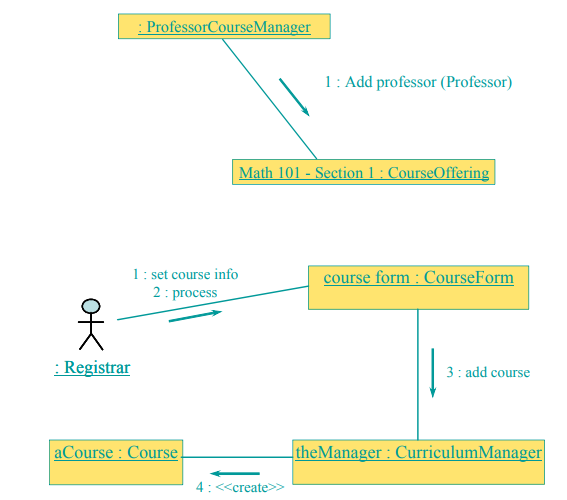 : ProfessorCourseManager
1 : Add professor (Professor)
Math 101 - Section 1 : CourseOffering
1 : set course info
2 : process
course form : CourseForm
: Registrar
3 : add course
aCourse : Course
theManager : CurriculumManager
4 : <<create>>